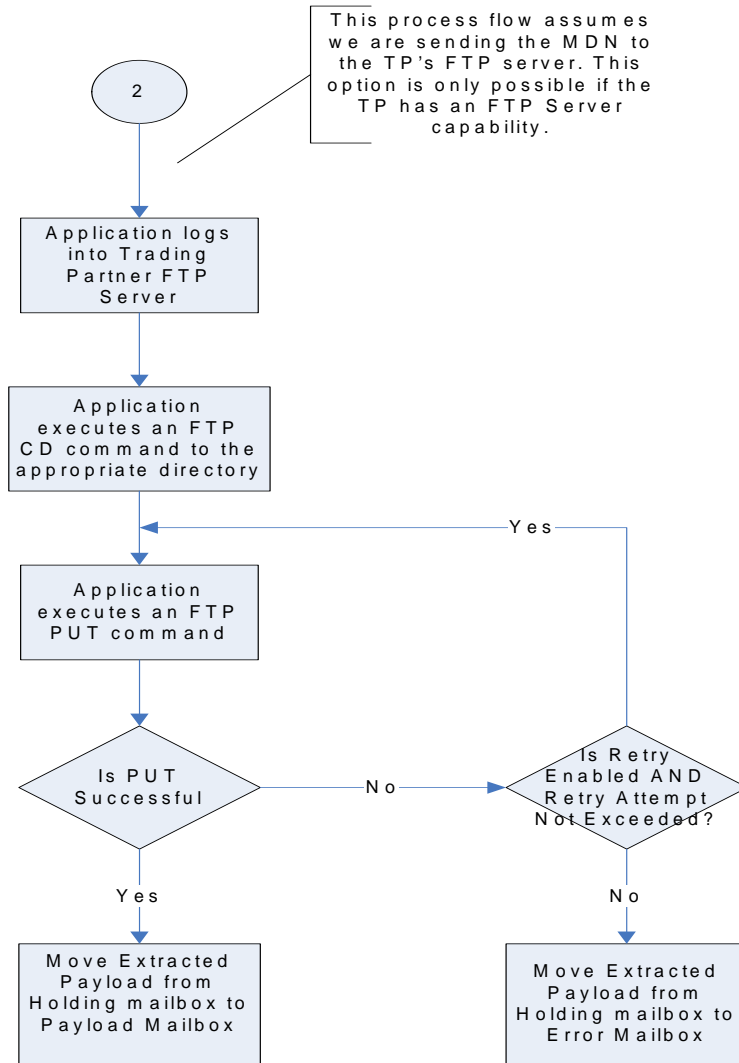 This process flow assumes
we are sending the MDN to
the TP's FTP server. This
option is only possible if the
TP has an FTP Server
capability.
2
Application logs
into Trading
Partner FTP
Server
Application
executes an FTP
CD command to the
appropriate directory
Yes
Application
executes an FTP
PUT command
Is PUT
Successful
No
Is Retry
Enabled AND
Retry Attempt
Not Exceeded?
Yes
No
Move Extracted
Payload from
Holding mailbox to
Payload Mailbox
Move Extracted
Payload from
Holding mailbox to
Error Mailbox